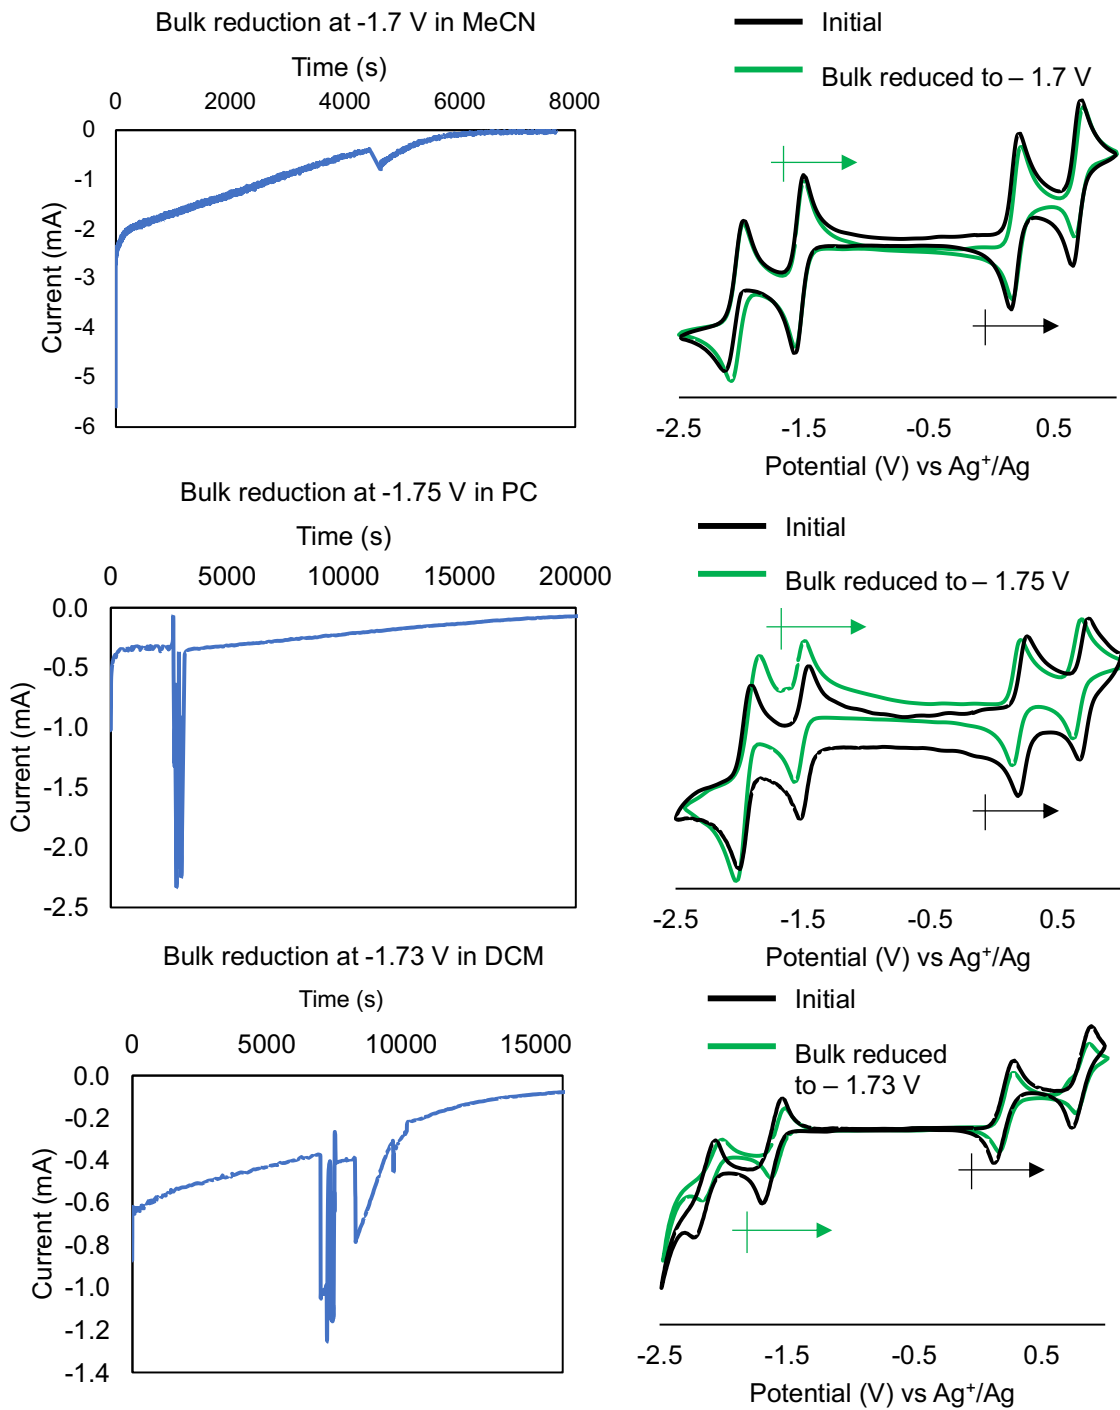 Bulk reduction at -1.7 V in MeCN
Time (s)
0 2000 4000 6000 8000
0
-1
-2
-3
-4
-5
-6
Current (mA)
Initial
Bulk reduced to – 1.7 V
-2.5 -1.5 -0.5 0.5
Potential (V) vs Ag⁺/Ag
Bulk reduction at -1.75 V in PC
Time (s)
0 5000 10000 15000 20000
0.0
-0.5
-1.0
-1.5
-2.0
-2.5
Current (mA)
Initial
Bulk reduced to – 1.75 V
-2.5 -1.5 -0.5 0.5
Potential (V) vs Ag⁺/Ag
Bulk reduction at -1.73 V in DCM
Time (s)
0 5000 10000 15000
0.0
-0.2
-0.4
-0.6
-0.8
-1.0
-1.2
-1.4
Current (mA)
Initial
Bulk reduced
to – 1.73 V
-2.5 -1.5 -0.5 0.5
Potential (V) vs Ag⁺/Ag